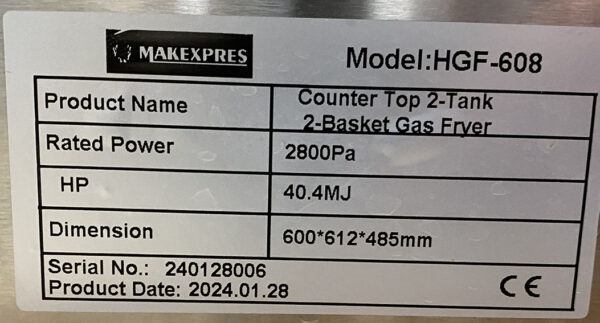 MAKEXPRES
Model:HGF-608
Product Name
Counter Top 2-Tank
2-Basket Gas Fryer
Rated Power
2800Pa
HP
40.4MJ
Dimension
600*612*485mm
Serial No.: 240128006
Product Date: 2024.01.28
CE